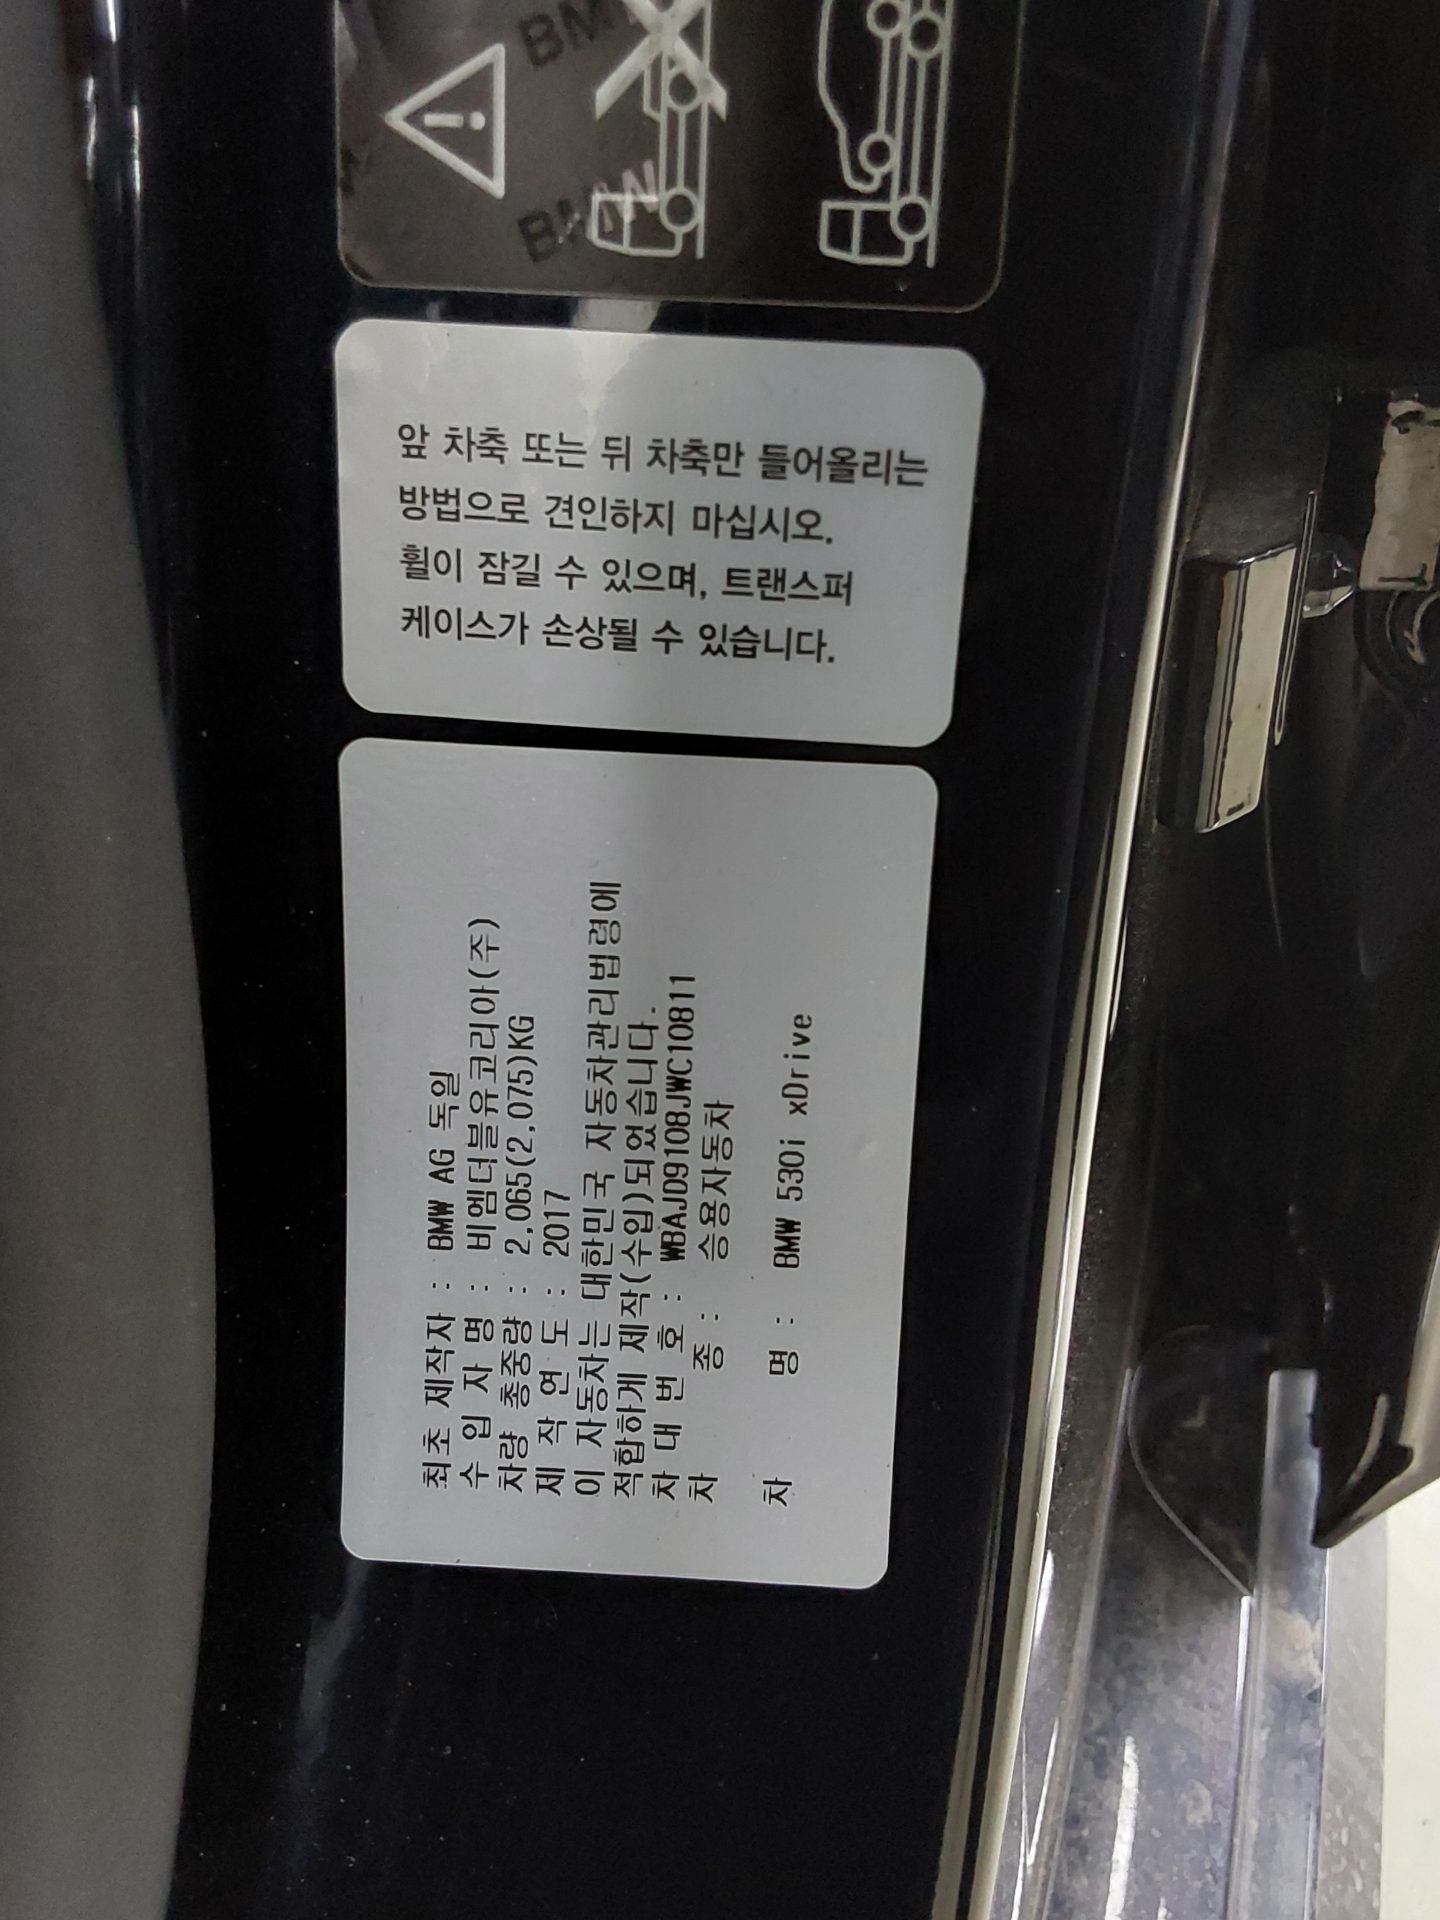 BMW
BMW
앞 차축 또는 뒤 차축만 들어올리는
방법으로 견인하지 마십시오.
휠이 잠길 수 있으며, 트랜스퍼
케이스가 손상될 수 있습니다.
최초 제작자 : BMW AG 독일
수 입 자 명 : 비엠더블유코리아(주)
차량 총중량 : 2,065(2,075)KG
제 작 연 도 : 2017
이 자동차는 대한민국 자동차관리법령에
적합하게 제작(수입)되었습니다.
차 대 번 호 : WBAJD9108JWC10811
차 종 : 승용자동차
차 명 : BMW 530i xDrive